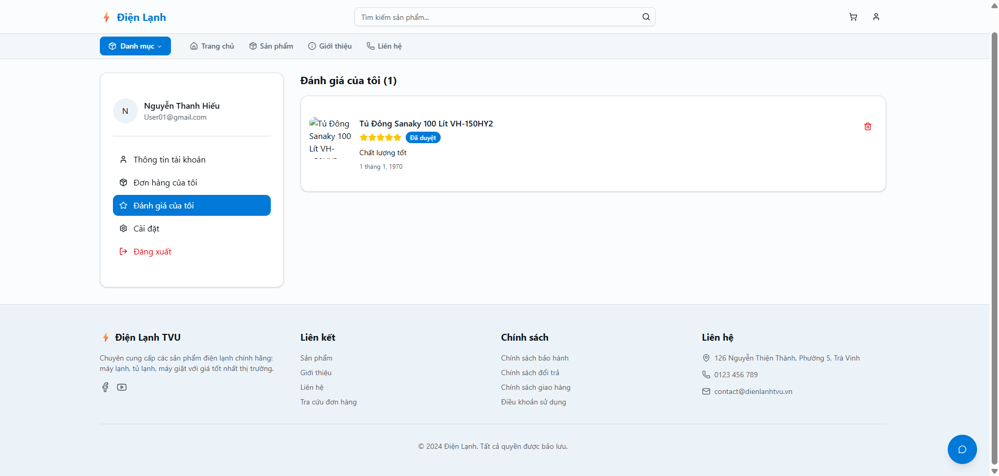 Điện Lạnh
Tìm kiếm sản phẩm...
Danh mục
Trang chủ
Sản phẩm
Giới thiệu
Liên hệ
N
Nguyễn Thanh Hiếu
User01@gmail.com
Thông tin tài khoản
Đơn hàng của tôi
Đánh giá của tôi
Cài đặt
Đăng xuất
Đánh giá của tôi (1)
Tủ Đông
Sanaky 100
Lít VH-
Tủ Đông Sanaky 100 Lít VH-150HY2
Đã duyệt
Chất lượng tốt
1 tháng 1, 1970
Điện Lạnh TVU
Chuyên cung cấp các sản phẩm điện lạnh chính hãng:
máy lạnh, tủ lạnh, máy giặt với giá tốt nhất thị trường.
Liên kết
Sản phẩm
Giới thiệu
Liên hệ
Tra cứu đơn hàng
Chính sách
Chính sách bảo hành
Chính sách đổi trả
Chính sách giao hàng
Điều khoản sử dụng
Liên hệ
126 Nguyễn Thiện Thành, Phường 5, Trà Vinh
0123 456 789
contact@dienlanhtvu.vn
© 2024 Điện Lạnh. Tất cả quyền được bảo lưu.